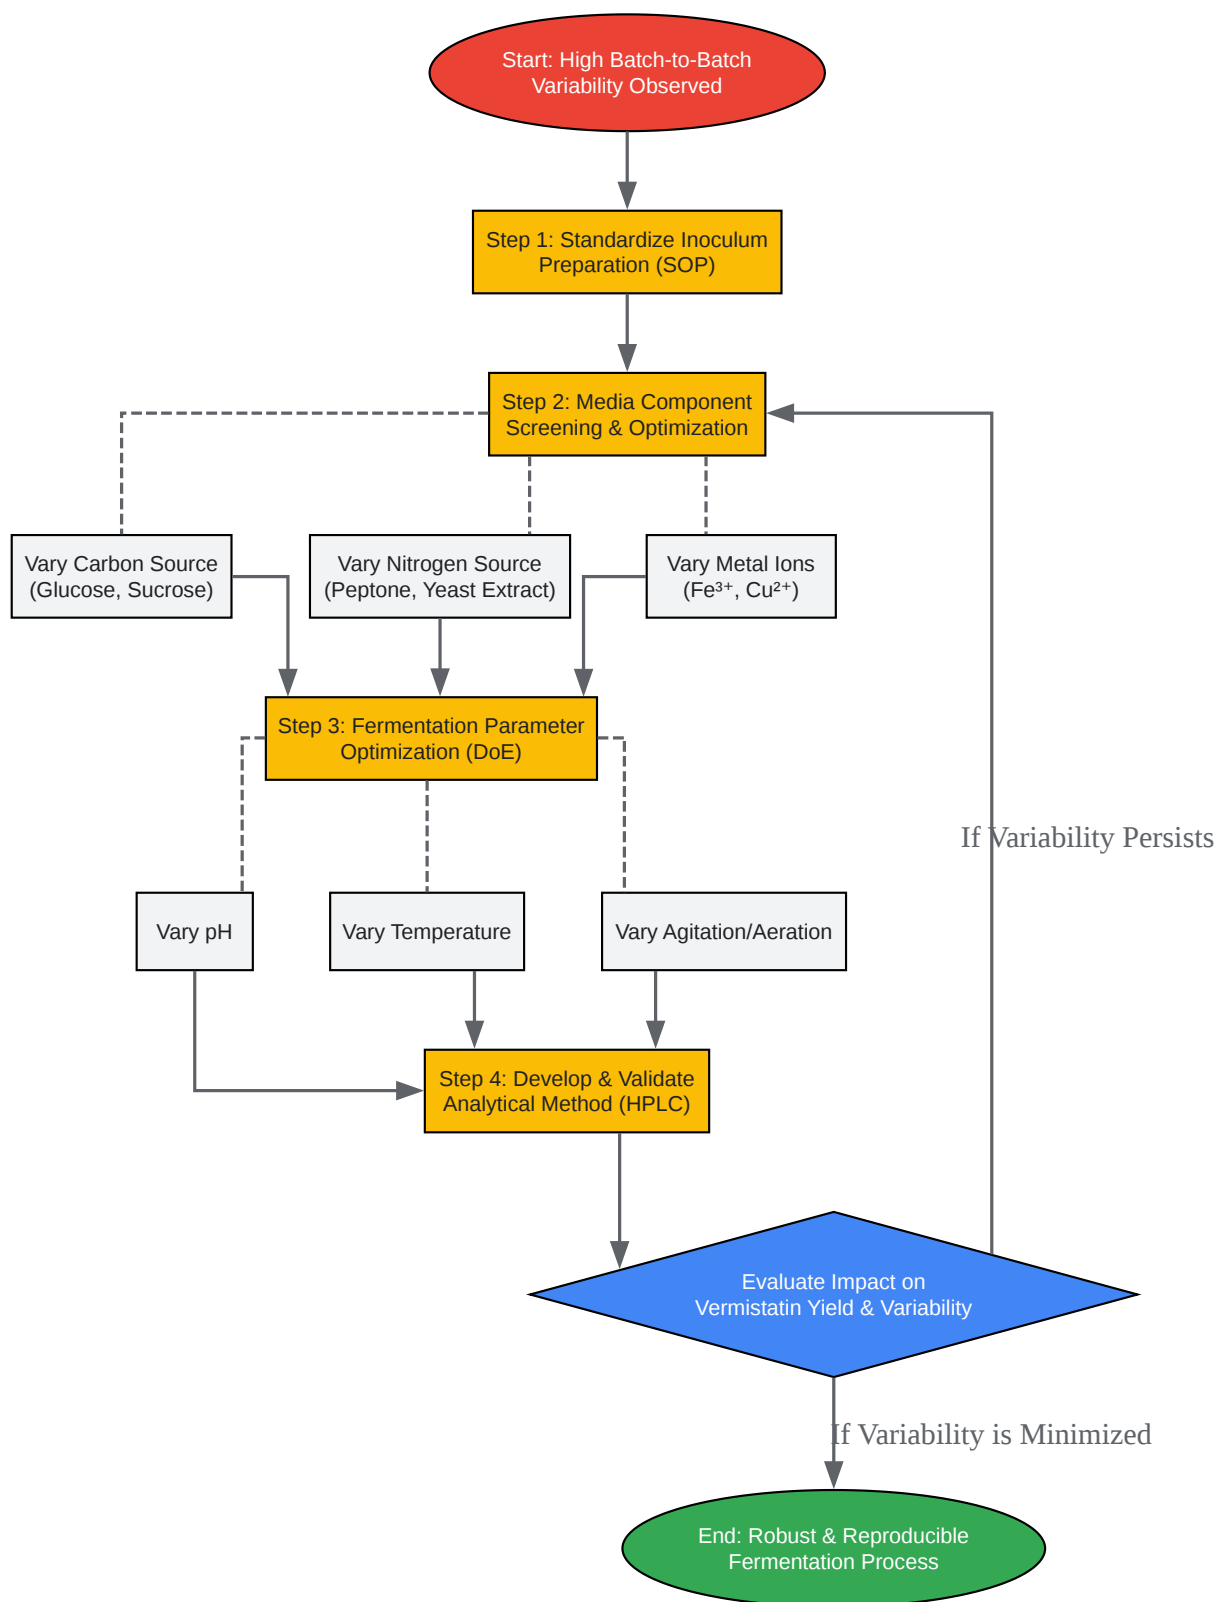 Start: High Batch-to-Batch
Variability Observed
Step 1: Standardize Inoculum
Preparation (SOP)
Step 2: Media Component
Screening & Optimization
Vary Carbon Source
(Glucose, Sucrose)
Vary Nitrogen Source
(Peptone, Yeast Extract)
Vary Metal Ions
(Fe³⁺, Cu²⁺)
Step 3: Fermentation Parameter
Optimization (DoE)
If Variability Persists
Vary pH
Vary Temperature
Vary Agitation/Aeration
Step 4: Develop & Validate
Analytical Method (HPLC)
Evaluate Impact on
Vermistatin Yield & Variability
If Variability is Minimized
End: Robust & Reproducible
Fermentation Process